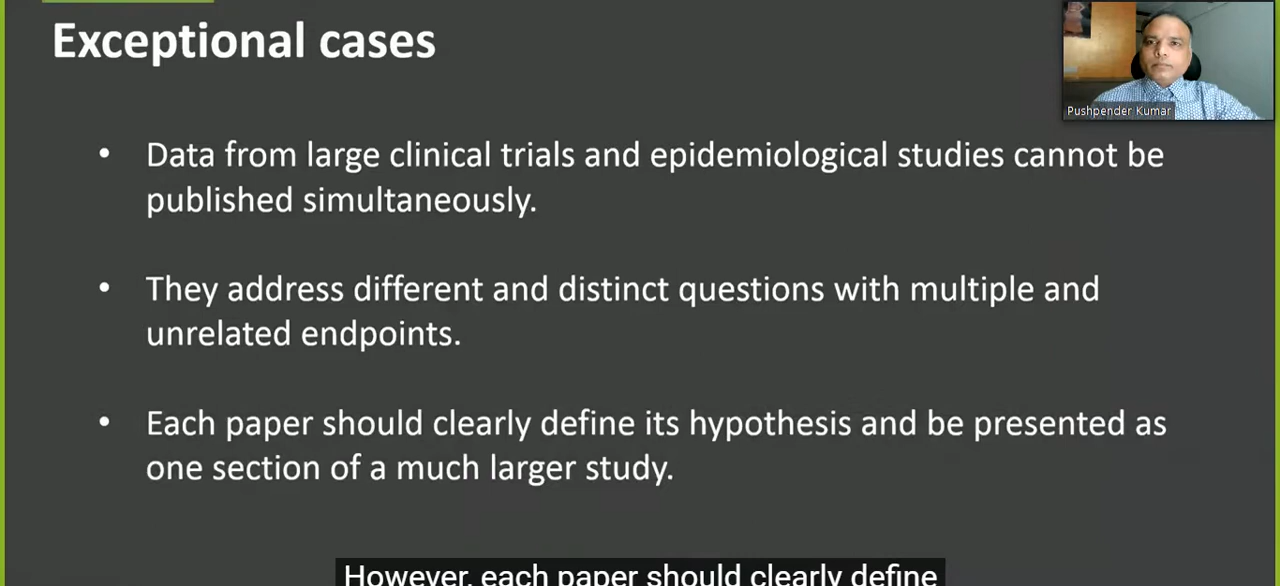 Exceptional cases
Pushpender Kumar
• Data from large clinical trials and epidemiological studies cannot be
published simultaneously.
• They address different and distinct questions with multiple and
unrelated endpoints.
• Each paper should clearly define its hypothesis and be presented as
one section of a much larger study.
However, each paper should clearly define